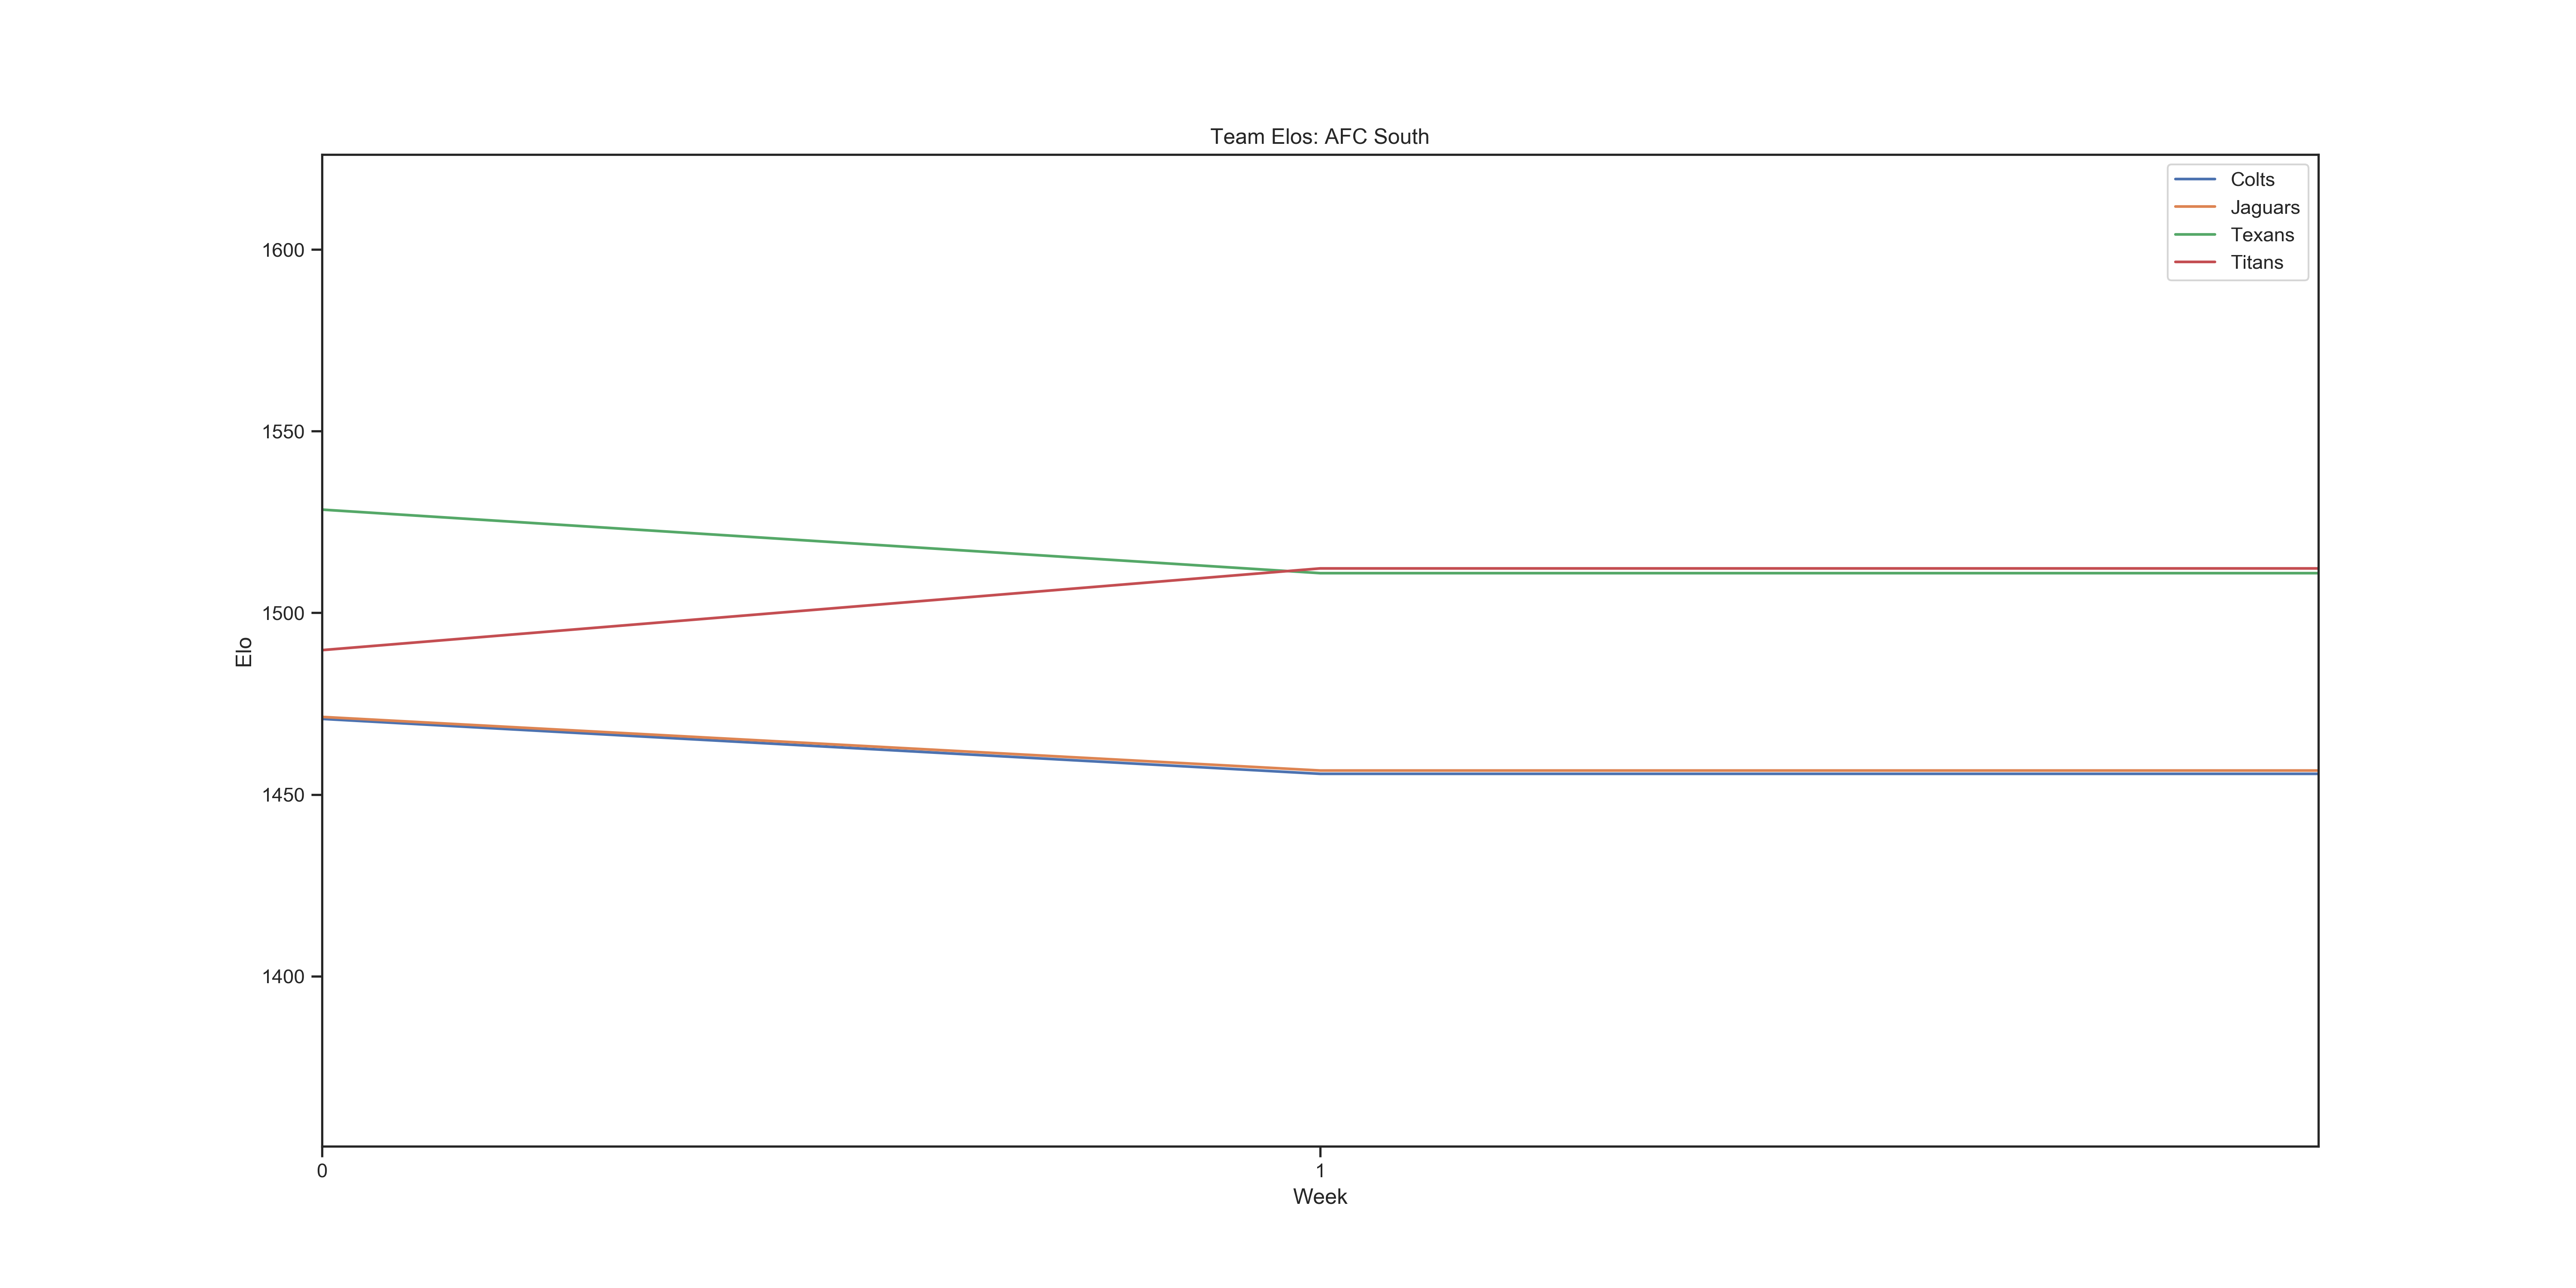 Team Elos: AFC South
Colts
Jaguars
Texans
Titans
1600
1550
1500
1450
1400
Elo
0
1
Week